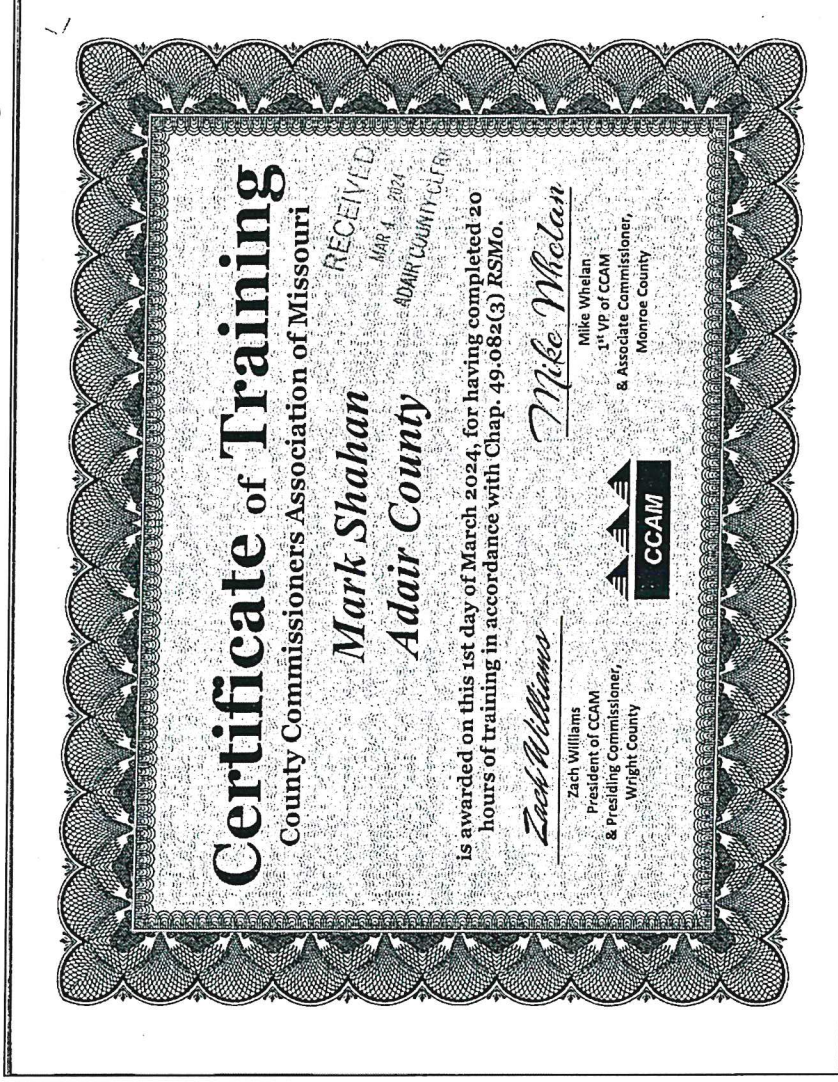 Certificate of Training
County Commissioners Association of Missouri
RECEIVED
MAR 4 2024
ADAIR COUNTY CLERK
Mark Shahan
Adair County
is awarded on this 1st day of March 2024, for having completed 20
hours of training in accordance with Chap. 49.082(3) RSMo.
Zach Williams
Zach Williams
President of CCAM
& Presiding Commissioner,
Wright County
CCAM
Mike Whelan
Mike Whelan
1st VP of CCAM
& Associate Commissioner,
Monroe County